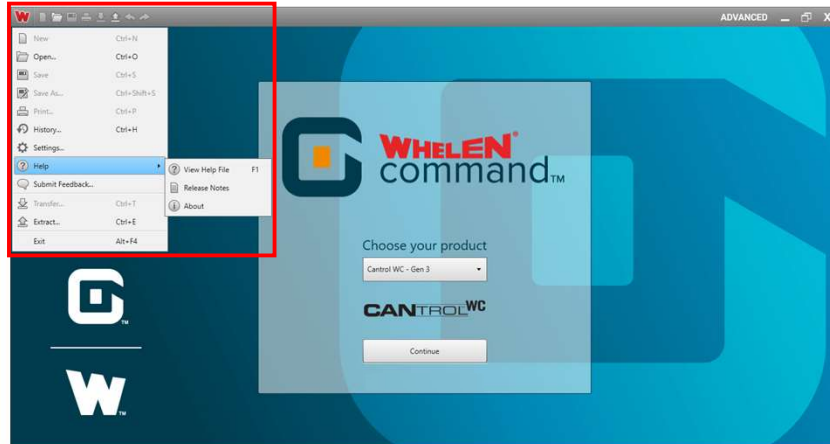 W
ADVANCED
New Ctrl+N
Open... Ctrl+O
Save Ctrl+S
Save As... Ctrl+Shift+S
Print... Ctrl+P
History... Ctrl+H
Settings...
Help
View Help File F1
Submit Feedback...
Release Notes
Transfer... Ctrl+T
About
Extract... Ctrl+E
Exit Alt+F4
WHELEN®
command™
Choose your product
Cantrol WC - Gen 3
CANTROL WC
Continue
TM
W
TM